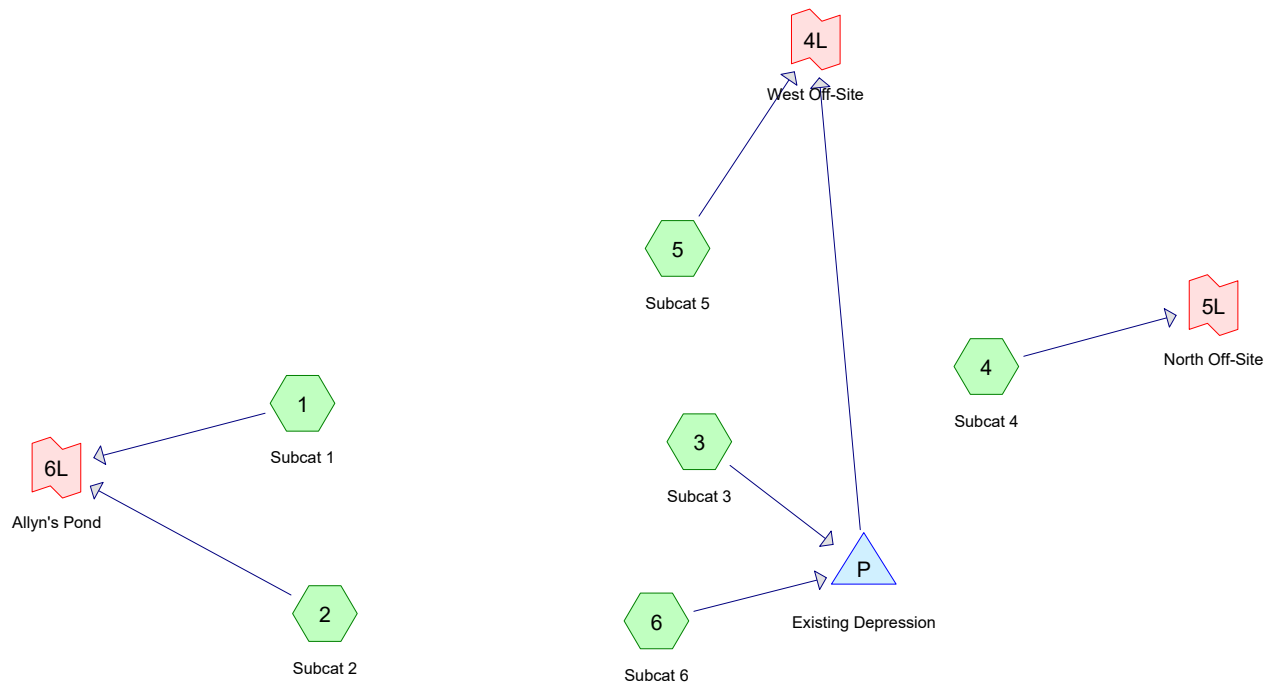 4L
West Off-Site
5
Subcat 5
5L
North Off-Site
4
Subcat 4
1
Subcat 1
3
Subcat 3
6L
Allyn's Pond
P
Existing Depression
2
Subcat 2
6
Subcat 6